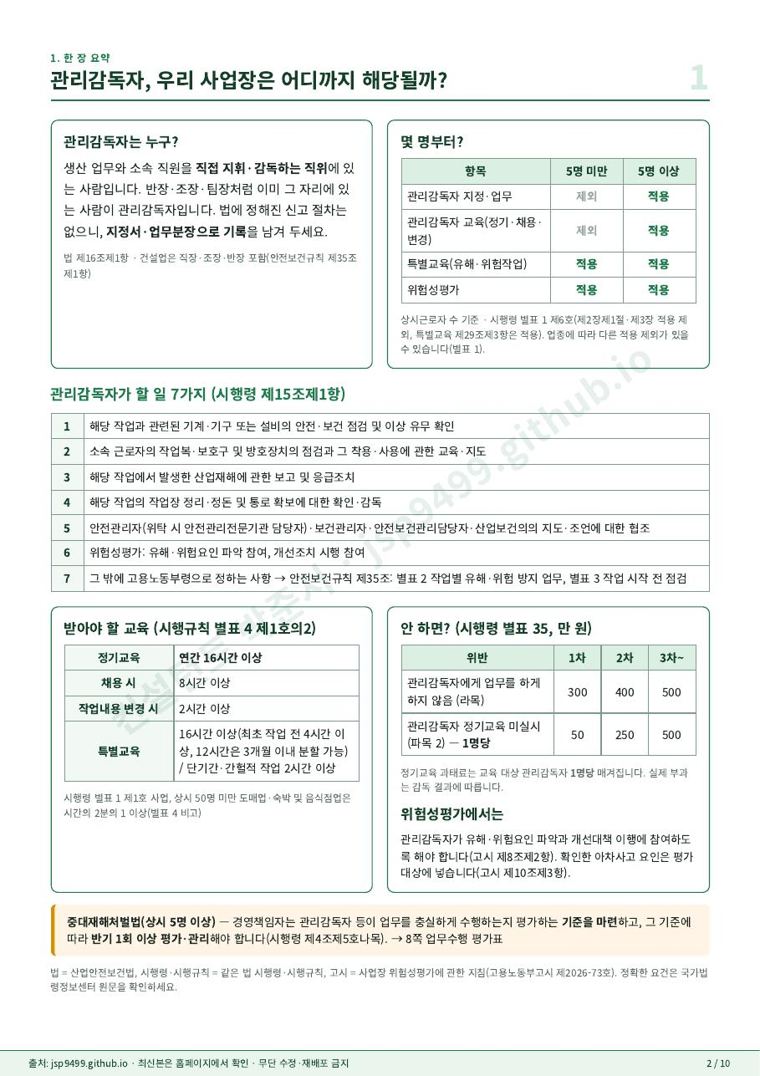 1. 한 장 요약
관리감독자, 우리 사업장은 어디까지 해당될까?
1
관리감독자는 누구?
생산 업무와 소속 직원을 직접 지휘·감독하는 직위에 있
는 사람입니다. 반장·조장·팀장처럼 이미 그 자리에 있
는 사람이 관리감독자입니다. 법에 정해진 신고 절차는
없으니, 지정서·업무분장으로 기록을 남겨 두세요.
법 제16조제1항 · 건설업은 직장·조장·반장 포함(안전보건규칙 제35조
제1항)
몇 명부터?
항목 5명 미만 5명 이상
관리감독자 지정·업무 제외 적용
관리감독자 교육(정기·채용·
변경) 제외 적용
특별교육(유해·위험작업) 적용 적용
위험성평가 적용 적용
상시근로자 수 기준 · 시행령 별표 1 제6호(제2장제1절·제3장 적용 제
외, 특별교육 제29조제3항은 적용). 업종에 따라 다른 적용 제외가 있을
수 있습니다(별표 1).
관리감독자가 할 일 7가지 (시행령 제15조제1항)
1 해당 작업과 관련된 기계·기구 또는 설비의 안전·보건 점검 및 이상 유무 확인
2 소속 근로자의 작업복·보호구 및 방호장치의 점검과 그 착용·사용에 관한 교육·지도
3 해당 작업에서 발생한 산업재해에 관한 보고 및 응급조치
4 해당 작업의 작업장 정리·정돈 및 통로 확보에 대한 확인·감독
5 안전관리자(위탁 시 안전관리전문기관 담당자)·보건관리자·안전보건관리담당자·산업보건의의 지도·조언에 대한 협조
6 위험성평가: 유해·위험요인 파악 참여, 개선조치 시행 참여
7 그 밖에 고용노동부령으로 정하는 사항 → 안전보건규칙 제35조: 별표 2 작업별 유해·위험 방지 업무, 별표 3 작업 시작 전 점검
받아야 할 교육 (시행규칙 별표 4 제1호의2)
정기교육 연간 16시간 이상
채용 시 8시간 이상
작업내용 변경 시 2시간 이상
특별교육 16시간 이상(최초 작업 전 4시간 이
상, 12시간은 3개월 이내 분할 가능)
/ 단기간·간헐적 작업 2시간 이상
시행령 별표 1 제1호 사업, 상시 50명 미만 도매업·숙박 및 음식점업은
시간의 2분의 1 이상(별표 4 비고)
안 하면? (시행령 별표 35, 만 원)
위반 1차 2차 3차~
관리감독자에게 업무를 하게
하지 않음 (라목) 300 400 500
관리감독자 정기교육 미실시
(파목 2) — 1명당 50 250 500
정기교육 과태료는 교육 대상 관리감독자 1명당 매겨집니다. 실제 부과
는 감독 결과에 따릅니다.
위험성평가에서는
관리감독자가 유해·위험요인 파악과 개선대책 이행에 참여하도
록 해야 합니다(고시 제8조제2항). 확인한 아차사고 요인은 평가
대상에 넣습니다(고시 제10조제3항).
중대재해처벌법(상시 5명 이상) — 경영책임자는 관리감독자 등이 업무를 충실하게 수행하는지 평가하는 기준을 마련하고, 그 기준에
따라 반기 1회 이상 평가·관리해야 합니다(시행령 제4조제5호나목). → 8쪽 업무수행 평가표
법 = 산업안전보건법, 시행령·시행규칙 = 같은 법 시행령·시행규칙, 고시 = 사업장 위험성평가에 관한 지침(고용노동부고시 제2026-73호). 정확한 요건은 국가법
령정보센터 원문을 확인하세요.
출처: jsp9499.github.io · 최신본은 홈페이지에서 확인 · 무단 수정·재배포 금지
2 / 10
jsp9499.github.io